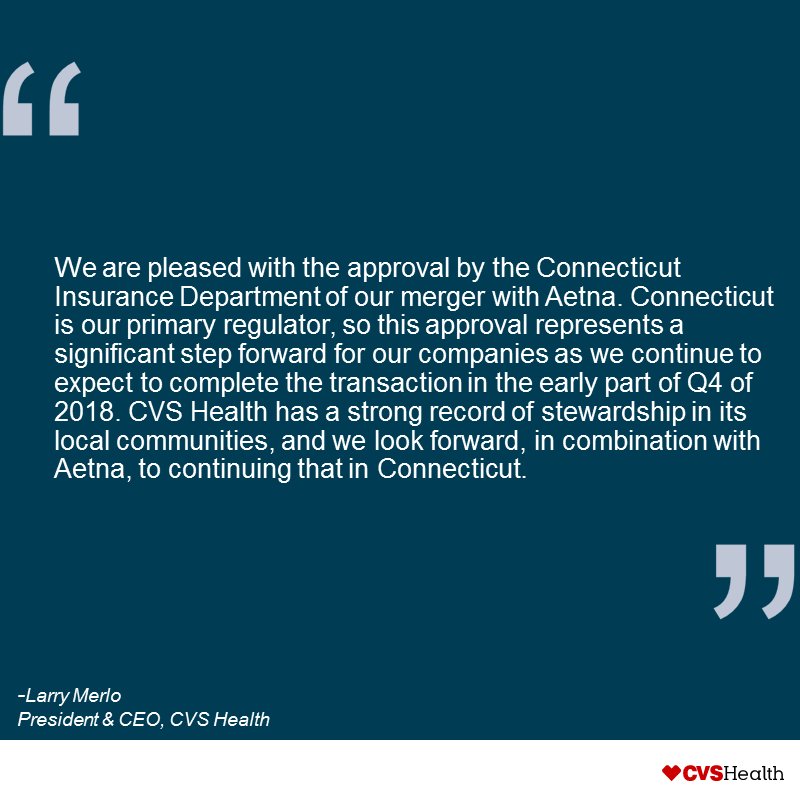 “
We are pleased with the approval by the Connecticut
Insurance Department of our merger with Aetna. Connecticut
is our primary regulator, so this approval represents a
significant step forward for our companies as we continue to
expect to complete the transaction in the early part of Q4 of
2018. CVS Health has a strong record of stewardship in its
local communities, and we look forward, in combination with
Aetna, to continuing that in Connecticut.
”
-Larry Merlo
President & CEO, CVS Health
CVSHealth